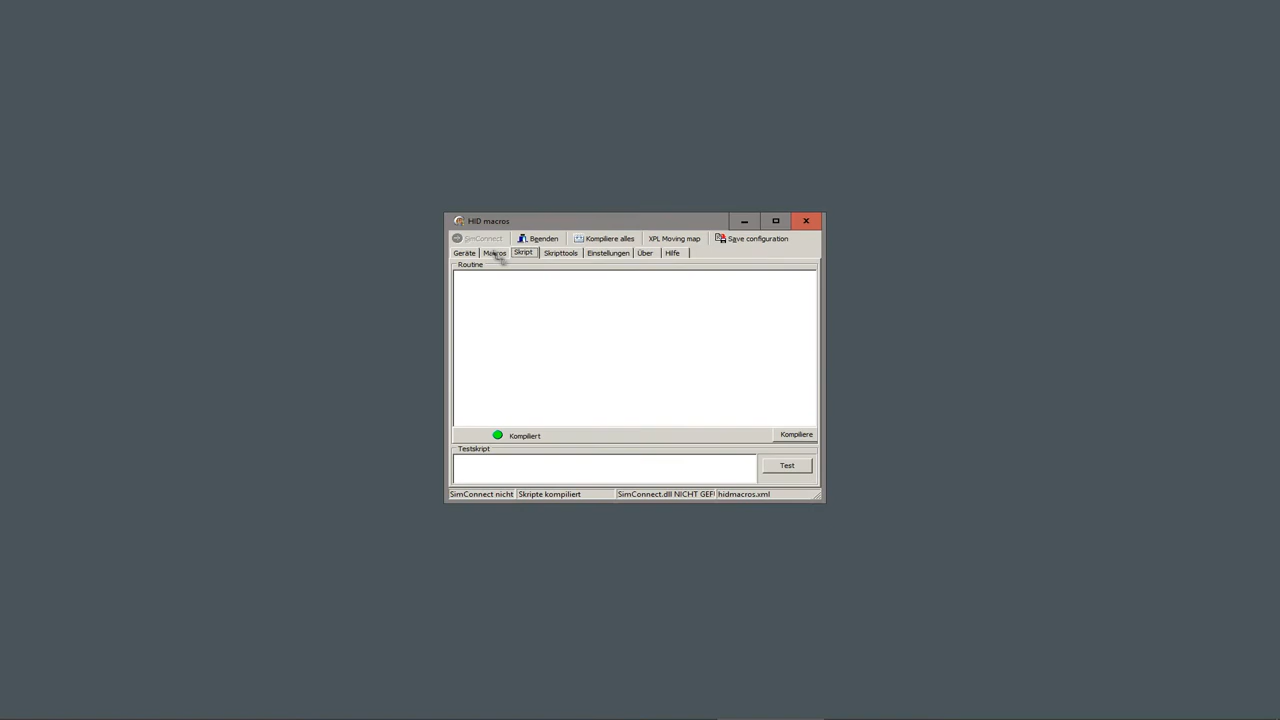 HID macros
SimConnect Beenden Kompiliere alles XPL Moving map Save configuration
Geräte Macros Skript Skripttools Einstellungen Über Hilfe
Routine
Kompiliert Kompiliere
Testskript
Test
SimConnect nicht Skripte kompiliert SimConnect.dll NICHT GEF hidmacros.xml